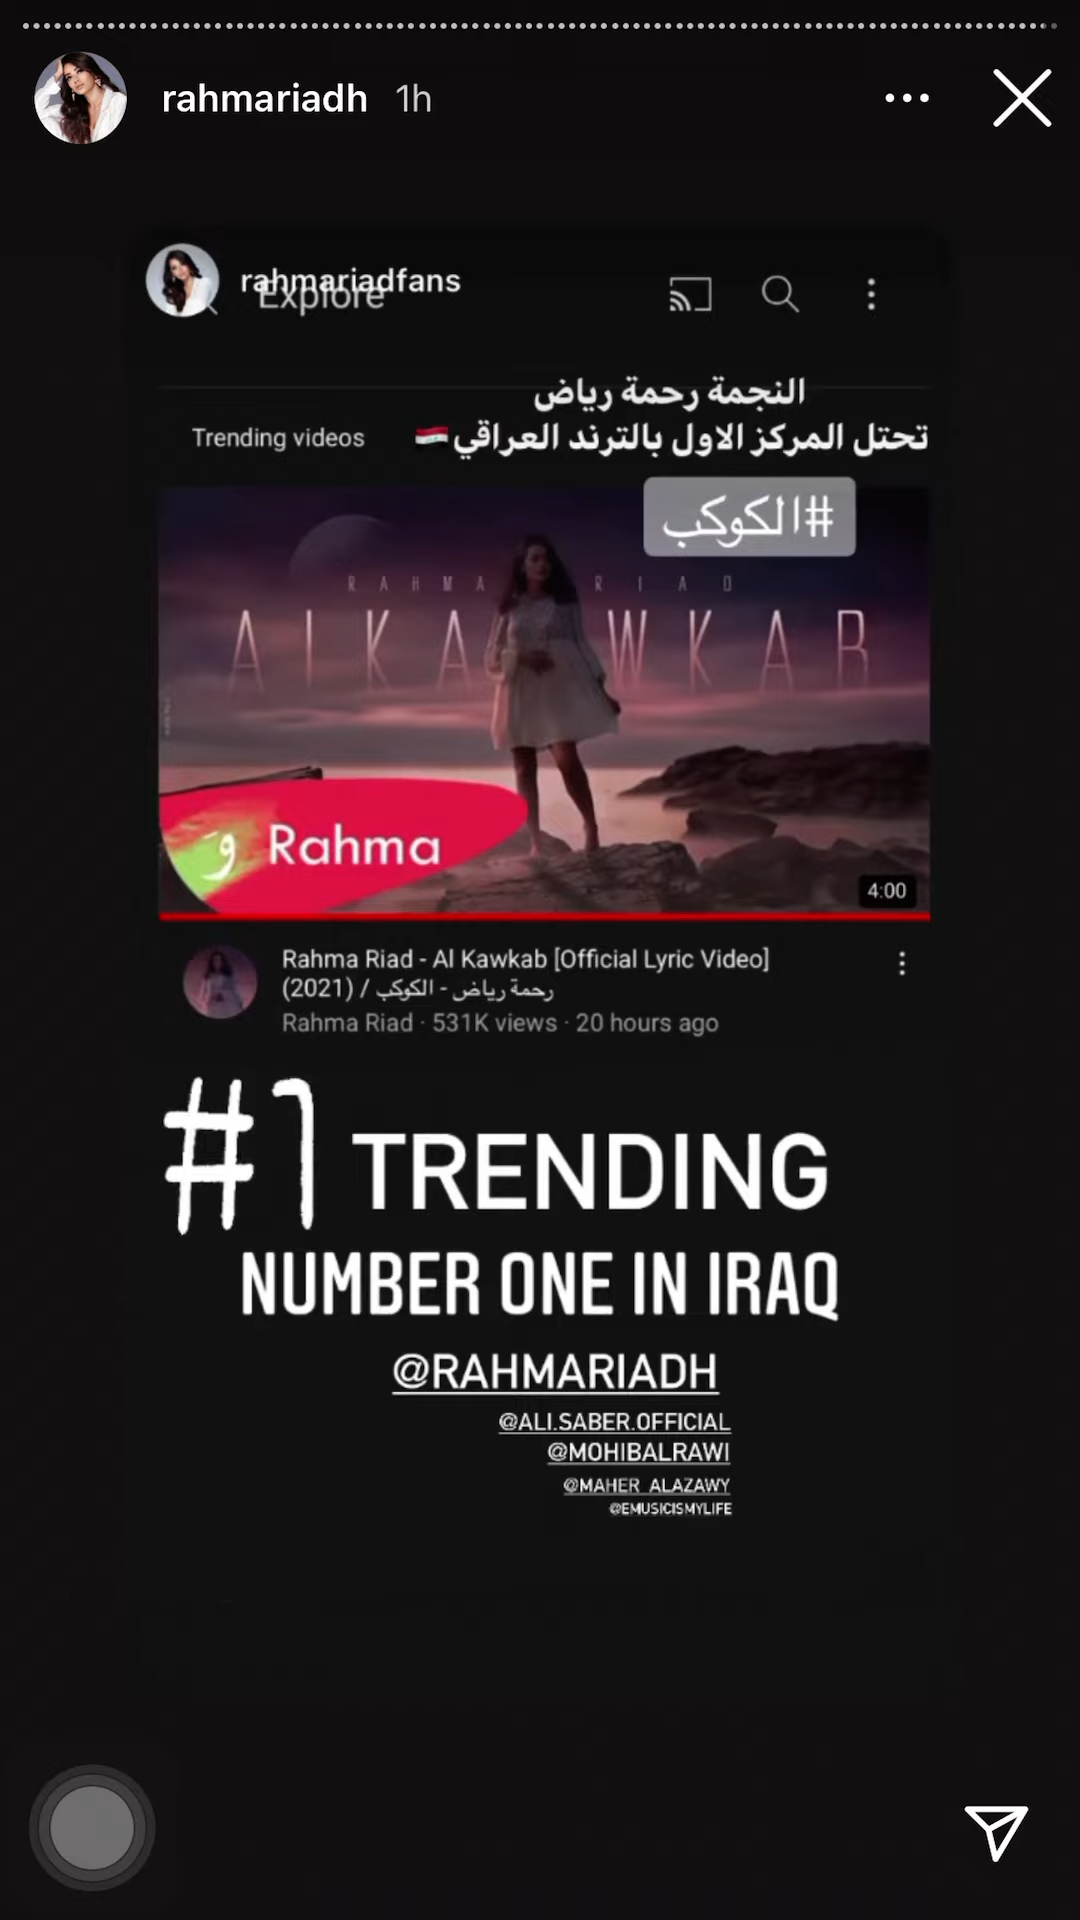 rahmariadh 1h
rahmariadfans
Explore
النجمة رحمة رياض
Trending videos
تحتل المركز الاول بالترند العراقي🇮🇶
#الكوكب
RAHMA RIAD
ALKAWKAB
و Rahma
4:00
Rahma Riad - Al Kawkab [Official Lyric Video]
(2021) / رحمة رياض - الكوكب
Rahma Riad · 531K views · 20 hours ago
#1 TRENDING
NUMBER ONE IN IRAQ
@RAHMARIADH
@ALI.SABER.OFFICIAL
@MOHIBALRAWI
@MAHER_ALAZAWY
@EMUSICISMYLIFE